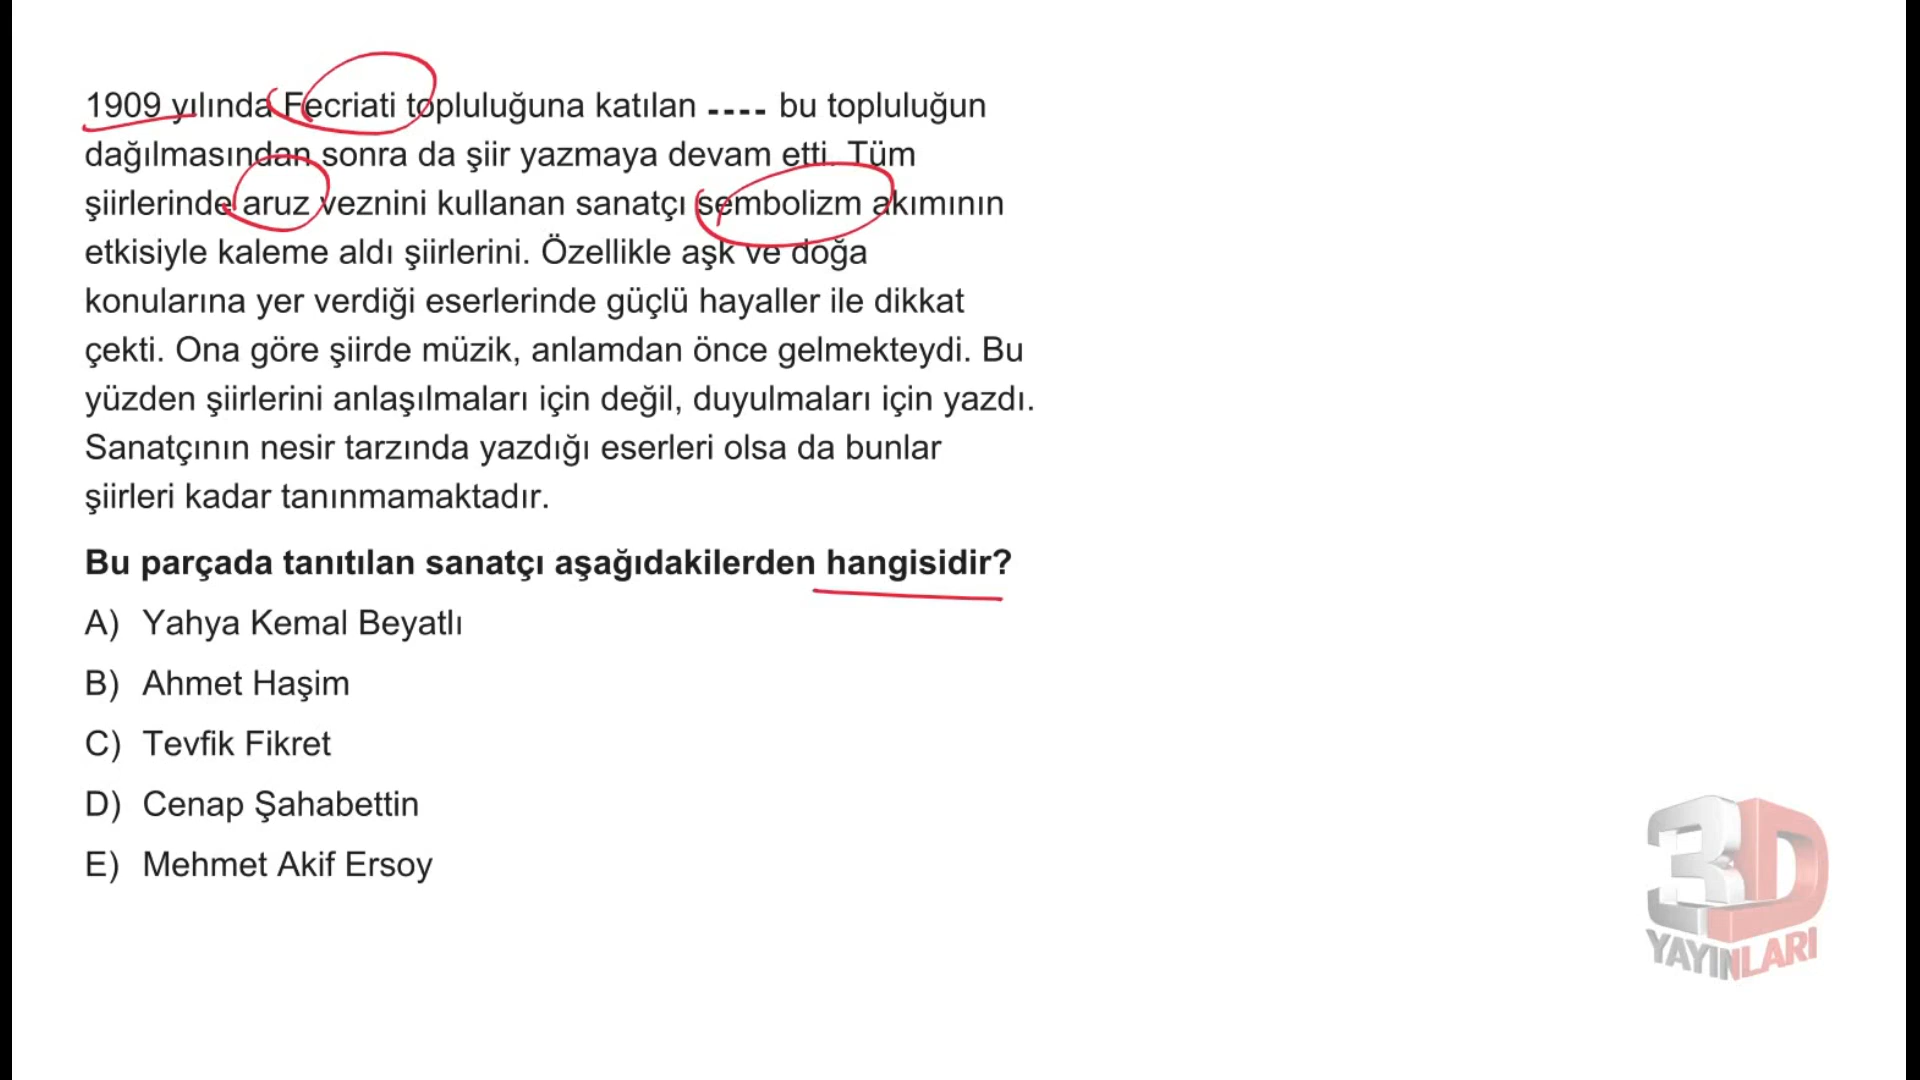 1909 yılında Fecriati topluluğuna katılan ---- bu topluluğun
dağılmasından sonra da şiir yazmaya devam etti. Tüm
şiirlerinde aruz veznini kullanan sanatçı sembolizm akımının
etkisiyle kaleme aldı şiirlerini. Özellikle aşk ve doğa
konularına yer verdiği eserlerinde güçlü hayaller ile dikkat
çekti. Ona göre şiirde müzik, anlamdan önce gelmekteydi. Bu
yüzden şiirlerini anlaşılmaları için değil, duyulmaları için yazdı.
Sanatçının nesir tarzında yazdığı eserleri olsa da bunlar
şiirleri kadar tanınmamaktadır.
Bu parçada tanıtılan sanatçı aşağıdakilerden hangisidir?
A) Yahya Kemal Beyatlı
B) Ahmet Haşim
C) Tevfik Fikret
D) Cenap Şahabettin
E) Mehmet Akif Ersoy
3D
YAYINLARI